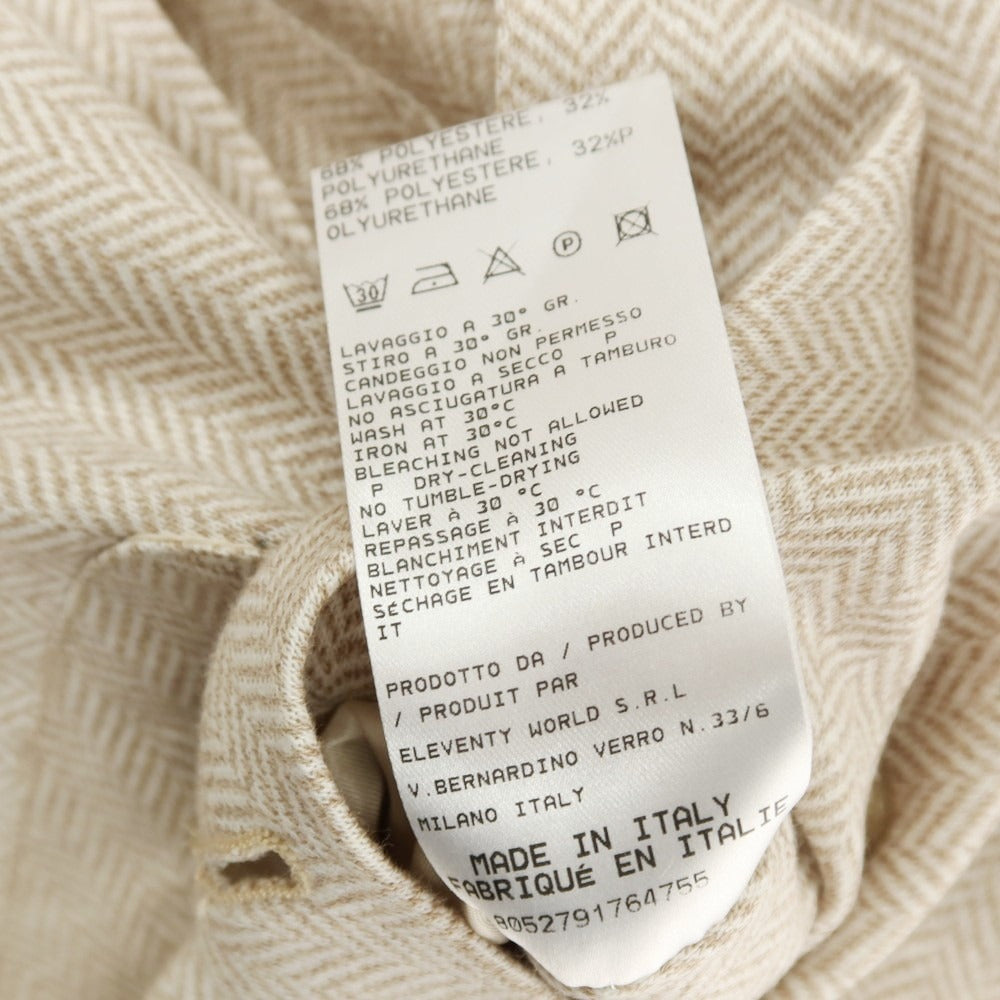 68% POLYESTERE, 32%
POLYURETHANE
68% POLYESTERE, 32%P
OLYURETHANE
30 P
LAVAGGIO A 30° GR.
STIRO A 30° GR.
CANDEGGIO NON PERMESSO
LAVAGGIO A SECCO P
NO ASCIUGATURA A TAMBURO
WASH AT 30°C
IRON AT 30°C
BLEACHING NOT ALLOWED
P DRY-CLEANING
NO TUMBLE-DRYING
LAVER À 30 °C
REPASSAGE À 30 °C
BLANCHIMENT INTERDIT
NETTOYAGE À SEC P
SÉCHAGE EN TAMBOUR INTERD
IT
PRODOTTO DA / PRODUCED BY
/ PRODUIT PAR
ELEVENTY WORLD S.R.L
V.BERNARDINO VERRO N.33/6
MILANO ITALY
MADE IN ITALY
FABRIQUÉ EN ITALIE
8052791764755